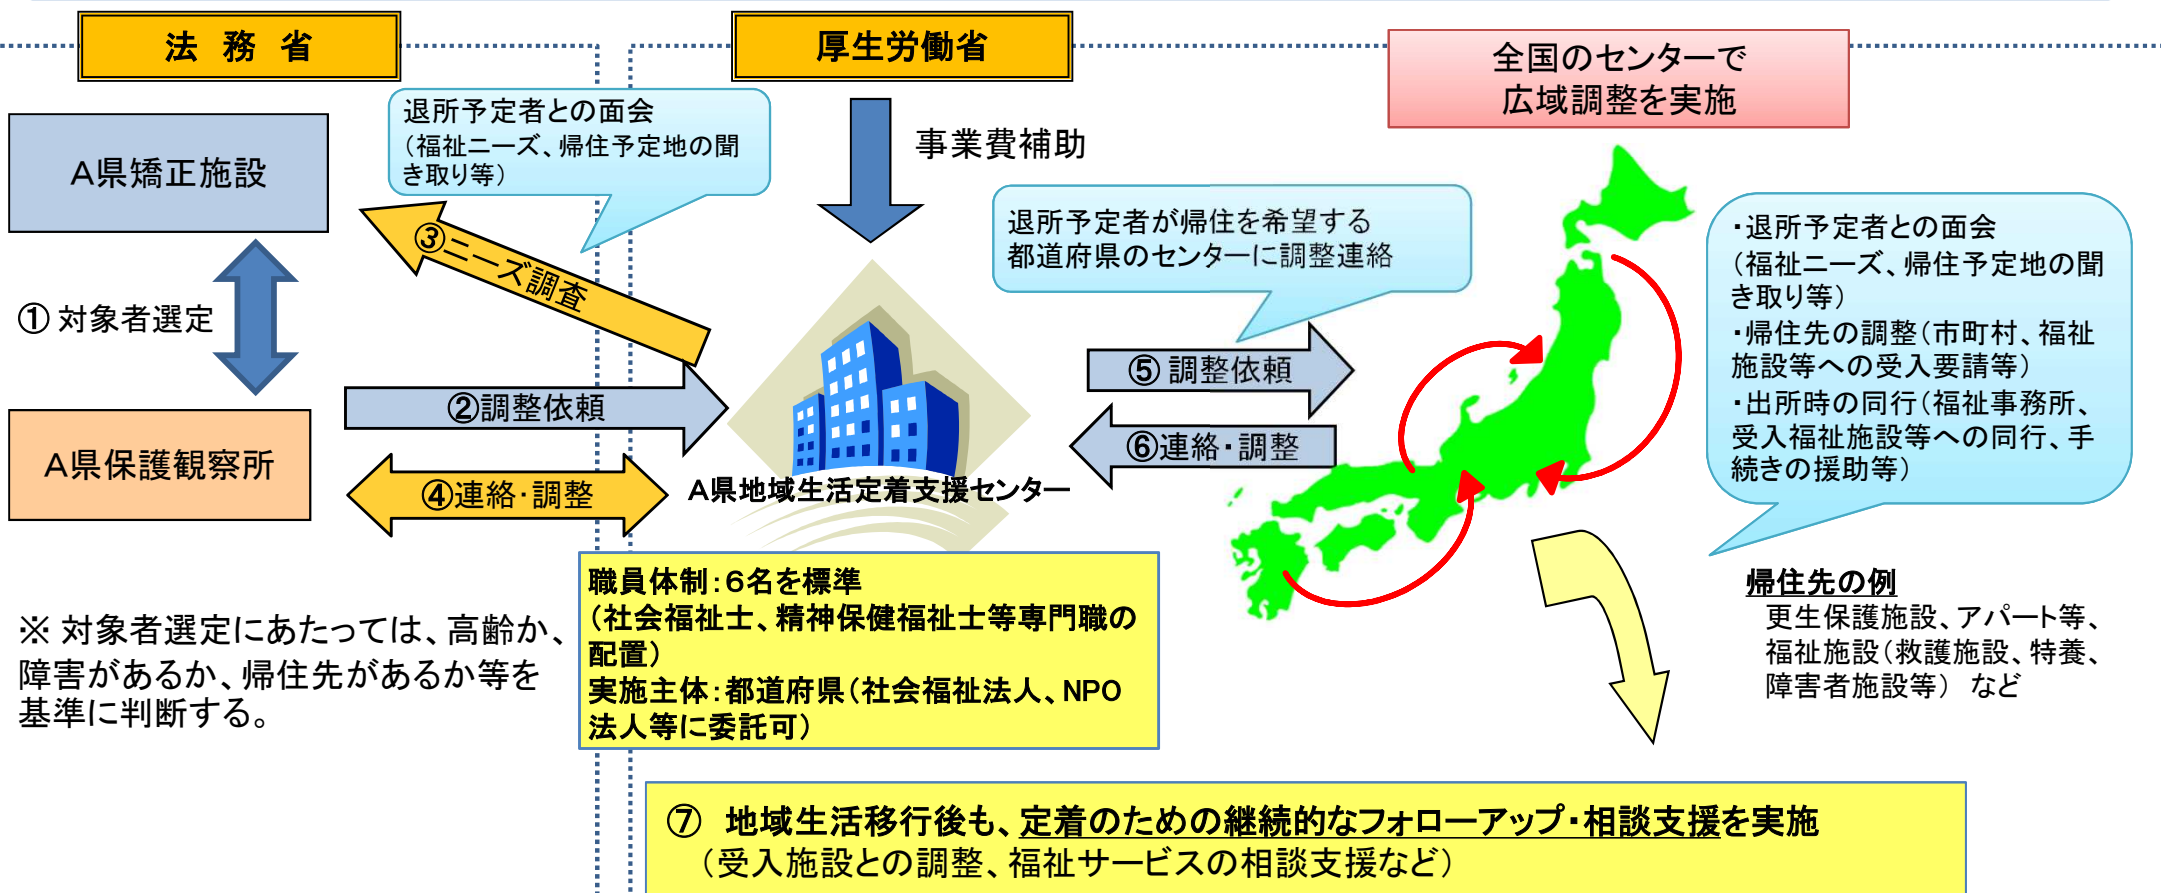 法 務 省
厚生労働省
全国のセンターで
広域調整を実施
A県矯正施設
退所予定者との面会
(福祉ニーズ、帰住予定地の聞
き取り等)
事業費補助
①対象者選定
③ニーズ調査
退所予定者が帰住を希望する
都道府県のセンターに調整連絡
・退所予定者との面会
(福祉ニーズ、帰住予定地の聞
き取り等)
・帰住先の調整(市町村、福祉
施設等への受入要請等)
・出所時の同行(福祉事務所、
受入福祉施設等への同行、手
続きの援助等)
②調整依頼
⑤調整依頼
⑥連絡・調整
A県保護観察所
④連絡・調整
A県地域生活定着支援センター
職員体制:6名を標準
(社会福祉士、精神保健福祉士等専門職の
配置)
実施主体:都道府県(社会福祉法人、NPO
法人等に委託可)
※ 対象者選定にあたっては、高齢か、
障害があるか、帰住先があるか等を
基準に判断する。
帰住先の例
更生保護施設、アパート等、
福祉施設(救護施設、特養、
障害者施設等) など
⑦ 地域生活移行後も、定着のための継続的なフォローアップ・相談支援を実施
(受入施設との調整、福祉サービスの相談支援など)